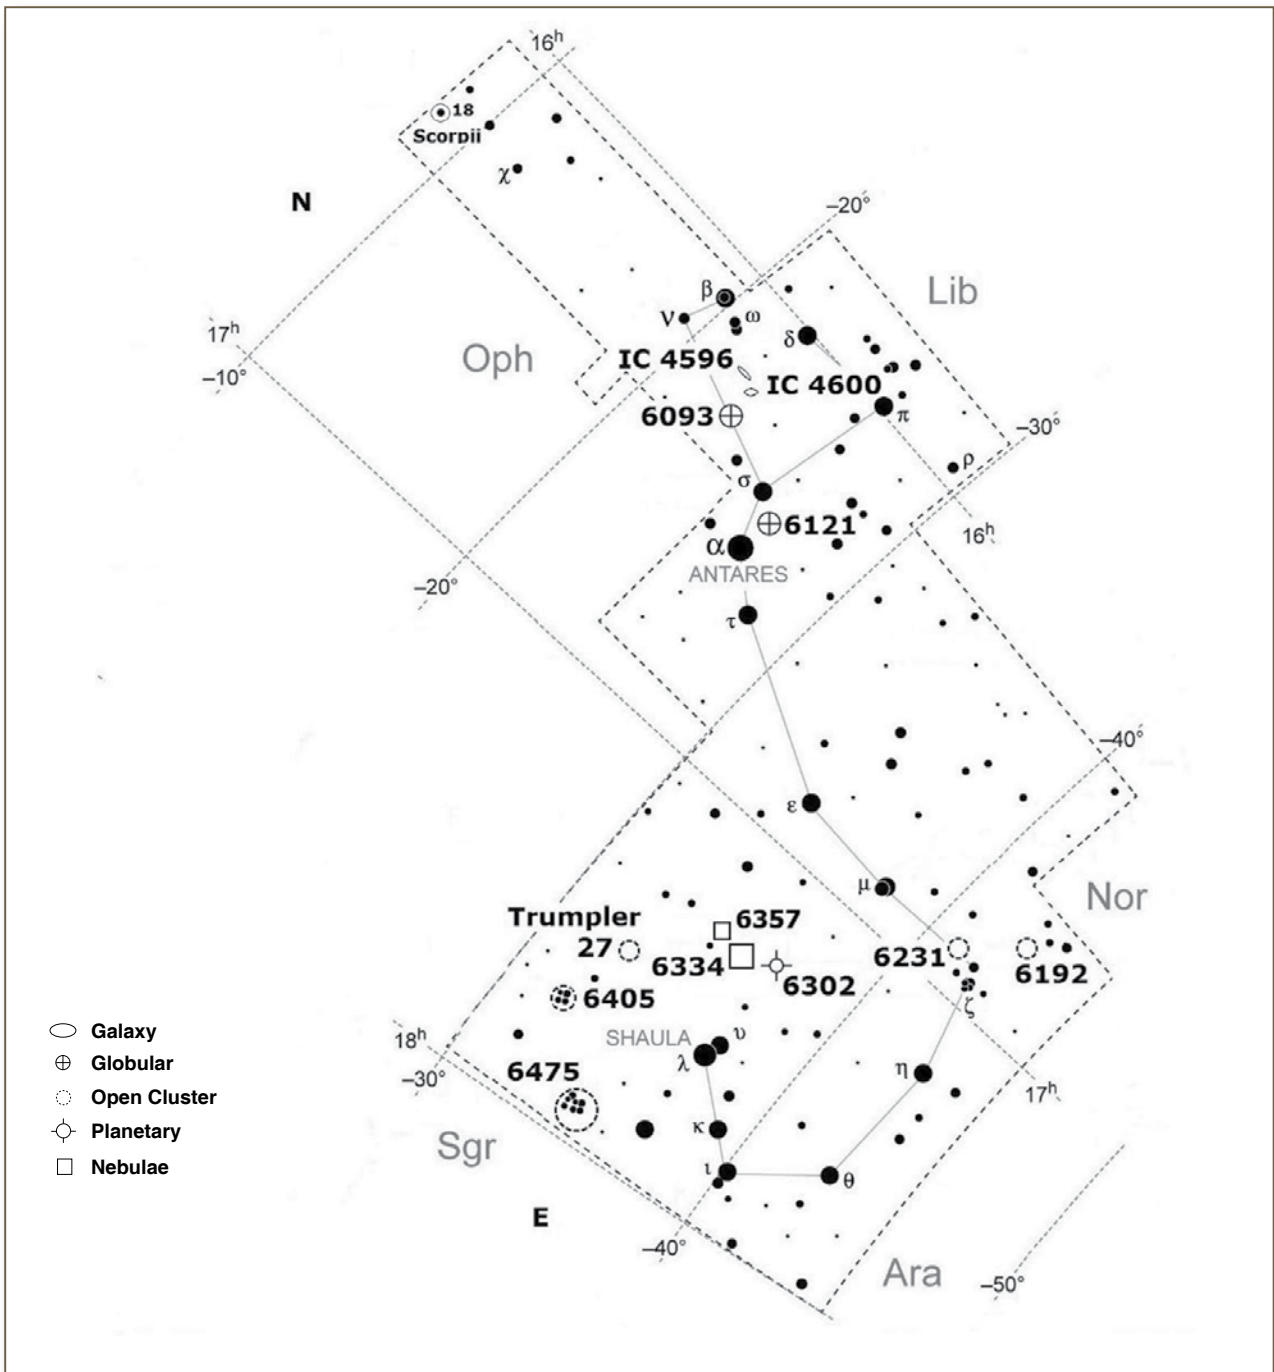 16h
18
Scorpii
χ
N
–20°
Lib
β
ν
ω
17h
δ
Oph
IC 4596
–10°
IC 4600
6093
π
–30°
ρ
σ
6121
16h
α
ANTARES
–20°
τ
–40°
ε
μ
Nor
Trumpler
27
6357
6231
6334
6192
6302
6405
ζ
Galaxy
18h
SHAULA
υ
Globular
λ
6475
η
–30°
17h
Open Cluster
κ
Planetary
Sgr
Nebulae
ι
θ
E
–40°
Ara
–50°